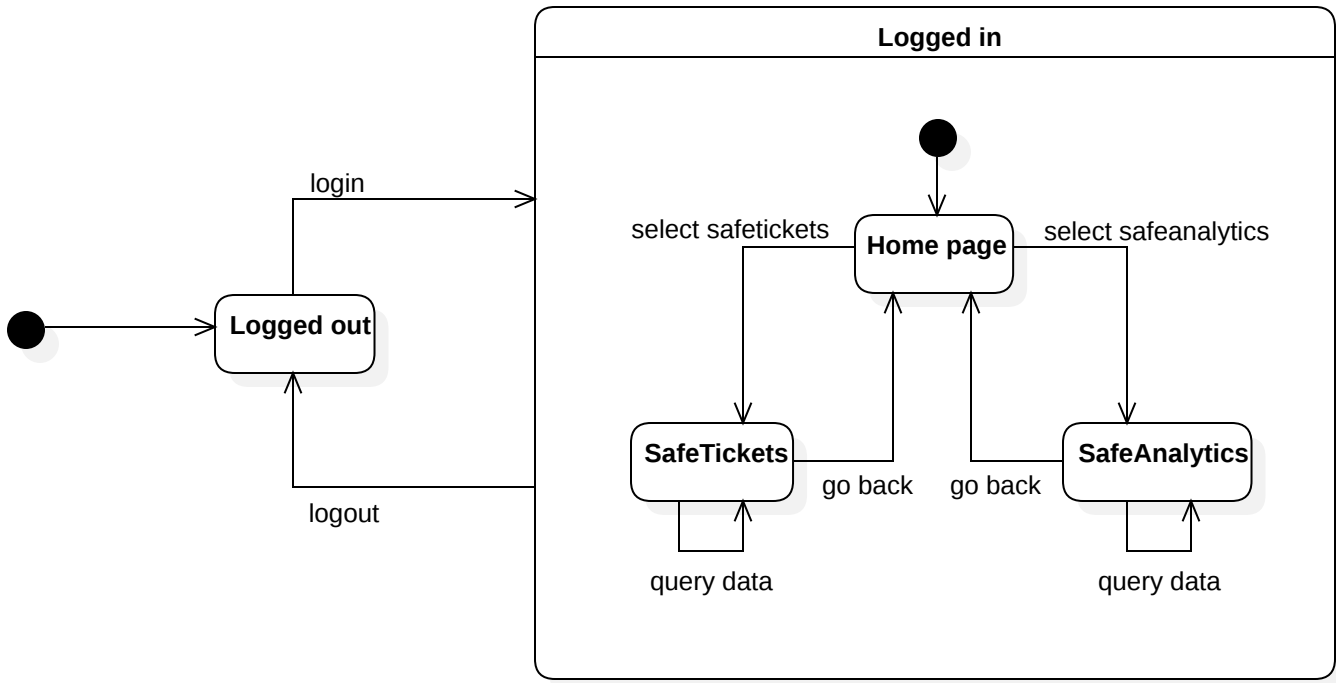 Logged in
login
select safetickets
Home page
select safeanalytics
Logged out
SafeTickets
SafeAnalytics
go back
go back
logout
query data
query data